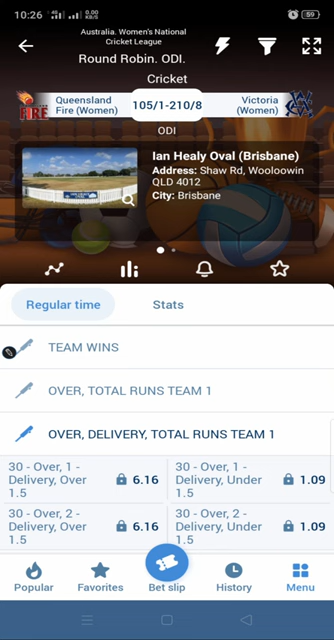 10:26 4G 0.00 KB/S 59
Australia. Women's National
Cricket League
Round Robin. ODI.
Cricket
FIRE
Queensland
Fire (Women)
105/1-210/8
Victoria
(Women)
ODI
Ian Healy Oval (Brisbane)
Address: Shaw Rd, Wooloowin
QLD 4012
City: Brisbane
Regular time
Stats
TEAM WINS
OVER, TOTAL RUNS TEAM 1
OVER, DELIVERY, TOTAL RUNS TEAM 1
30 - Over, 1 -
Delivery, Over
1.5
6.16
30 - Over, 1 -
Delivery, Under
1.5
1.09
30 - Over, 2 -
Delivery, Over
1.5
6.16
30 - Over, 2 -
Delivery, Under
1.5
1.09
Popular
Favorites
Bet slip
History
Menu